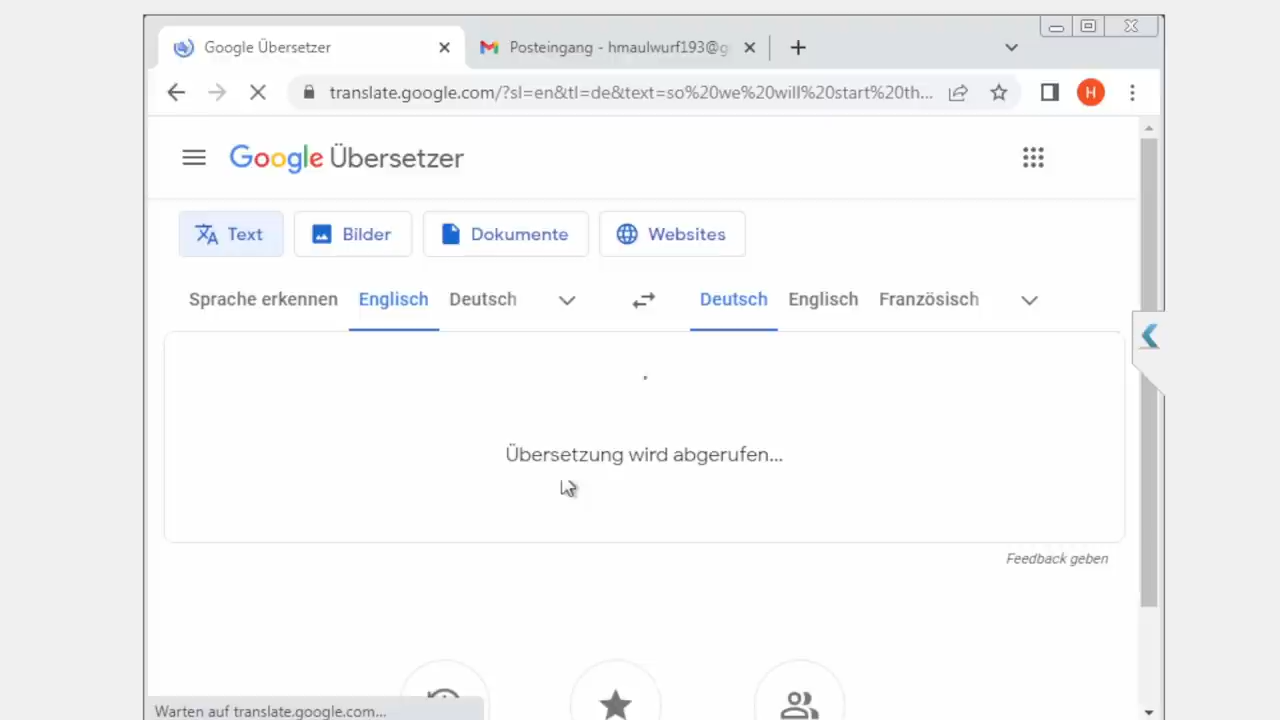 Google Übersetzer
Posteingang - hmaulwurf193@g
translate.google.com/?sl=en&tl=de&text=so%20we%20will%20start%20th...
H
Google Übersetzer
Text
Bilder
Dokumente
Websites
Sprache erkennen Englisch Deutsch
Deutsch Englisch Französisch
Übersetzung wird abgerufen...
Feedback geben
Warten auf translate.google.com...